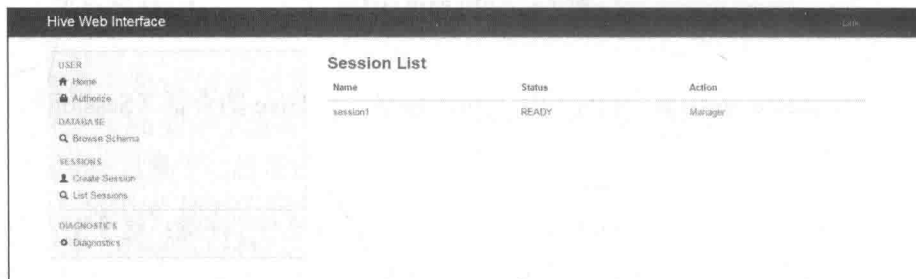 Hive Web Interface
USER
Home
Authorize
DATABASE
Browse Schema
SESSIONS
Create Session
List Sessions
DIAGNOSTICS
Diagnostics
Session List
Name Status Action
session1 READY Manager